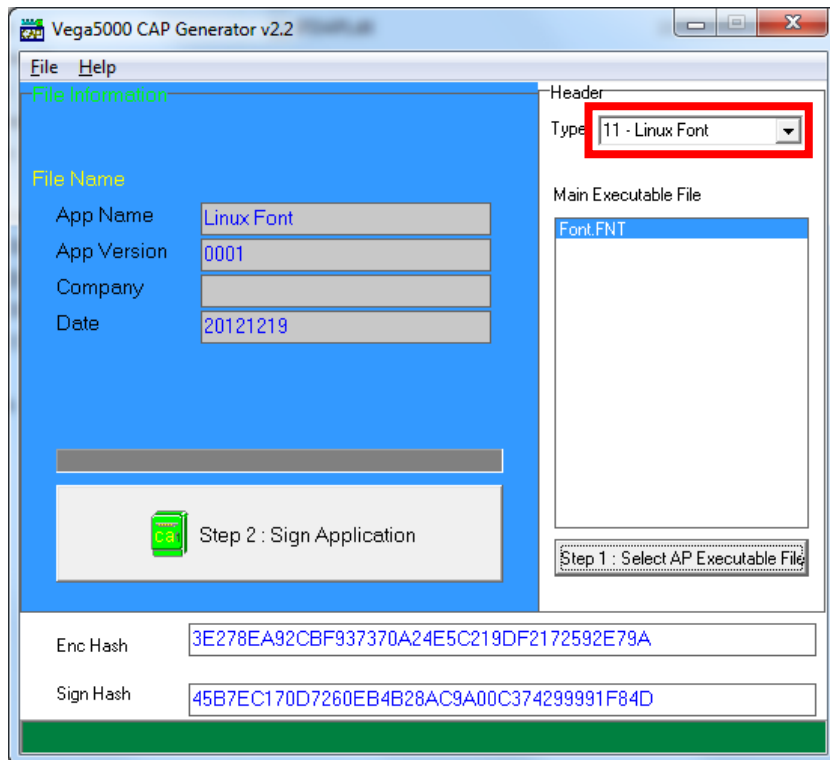 Vega5000 CAP Generator v2.2
File Help
File Information
File Name
App Name Linux Font
App Version 0001
Company
Date 20121219
Step 2 : Sign Application
Header
Type 11 - Linux Font
Main Executable File
Font.FNT
Step 1 : Select AP Executable File
Enc Hash 3E278EA92CBF937370A24E5C219DF2172592E79A
Sign Hash 45B7EC170D7260EB4B28AC9A00C374299991F84D